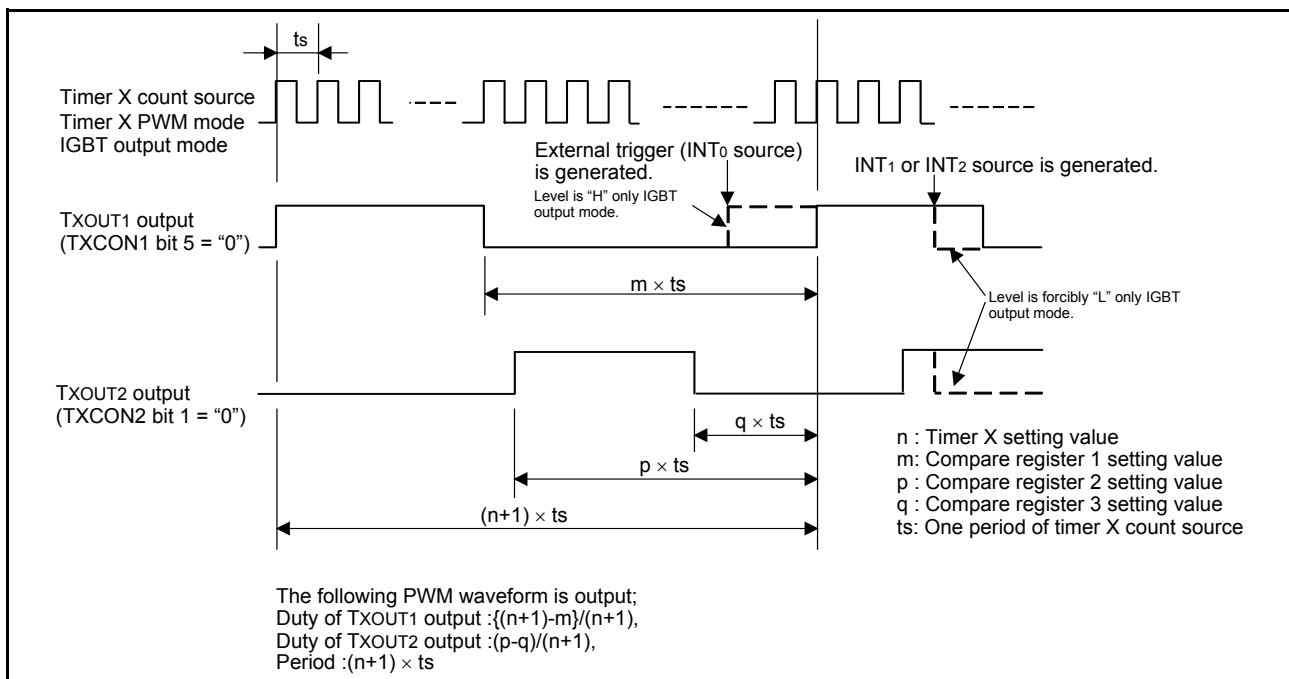 ts
Timer X count source
Timer X PWM mode
IGBT output mode
External trigger (INT0 source)
is generated.
Level is “H” only IGBT
output mode.
INT1 or INT2 source is generated.
TXOUT1 output
(TXCON1 bit 5 = “0”)
m × ts
Level is forcibly “L” only IGBT
output mode.
TXOUT2 output
(TXCON2 bit 1 = “0”)
q × ts
p × ts
(n+1) × ts
n : Timer X setting value
m: Compare register 1 setting value
p : Compare register 2 setting value
q : Compare register 3 setting value
ts: One period of timer X count source
The following PWM waveform is output;
Duty of TXOUT1 output :{(n+1)-m}/(n+1),
Duty of TXOUT2 output :(p-q)/(n+1),
Period :(n+1) × ts